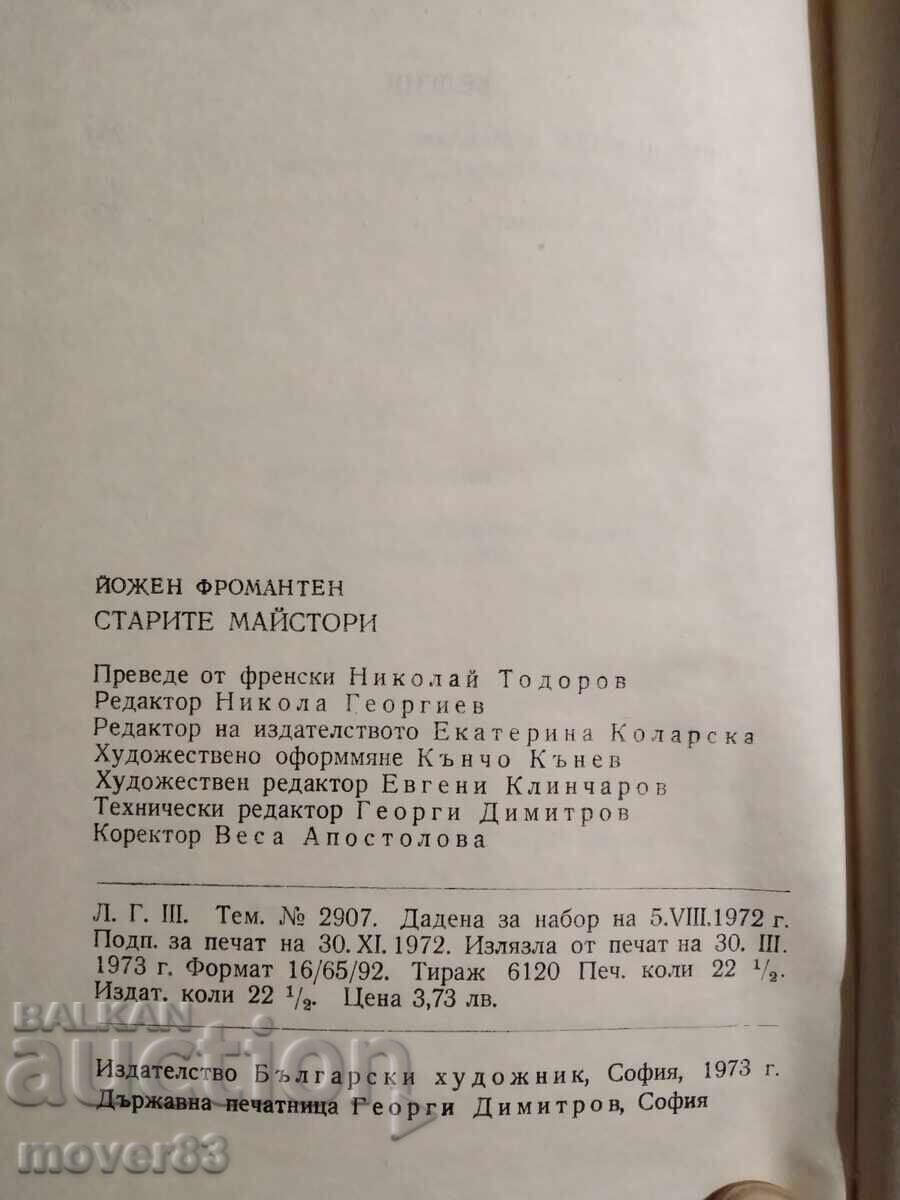 ЙОЖЕН ФРОМАНТЕН
СТАРИТЕ МАЙСТОРИ
Преведе от френски Николай Тодоров
Редактор Никола Георгиев
Редактор на издателството Екатерина Коларска
Художествено оформмяне Кънчо Кънев
Художествен редактор Евгени Клинчаров
Технически редактор Георги Димитров
Коректор Веса Апостолова
Л. Г. III. Тем. № 2907. Дадена за набор на 5.VIII.1972 г.
Подп. за печат на 30. XI. 1972. Излязла от печат на 30. III.
1973 г. Формат 16/65/92. Тираж 6120 Печ. коли 22 1/2.
Издат. коли 22 1/2. Цена 3,73 лв.
BALKAN
auction
Издателство Български художник, София, 1973 г.
Държавна печатница Георги Димитров, София
mover83